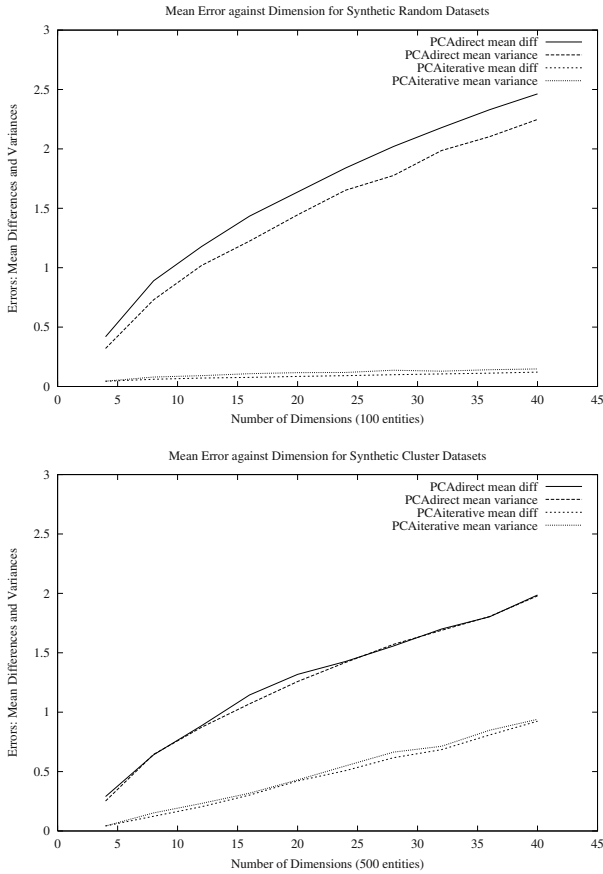 Mean Error against Dimension for Synthetic Random Datasets
3
2.5
2
1.5
1
0.5
0
Errors: Mean Differences and Variances
PCAdirect mean diff
PCAdirect mean variance
PCAiterative mean diff
PCAiterative mean variance
0 5 10 15 20 25 30 35 40 45
Number of Dimensions (100 entities)
Mean Error against Dimension for Synthetic Cluster Datasets
3
2.5
2
1.5
1
0.5
0
Errors: Mean Differences and Variances
PCAdirect mean diff
PCAdirect mean variance
PCAiterative mean diff
PCAiterative mean variance
0 5 10 15 20 25 30 35 40 45
Number of Dimensions (500 entities)